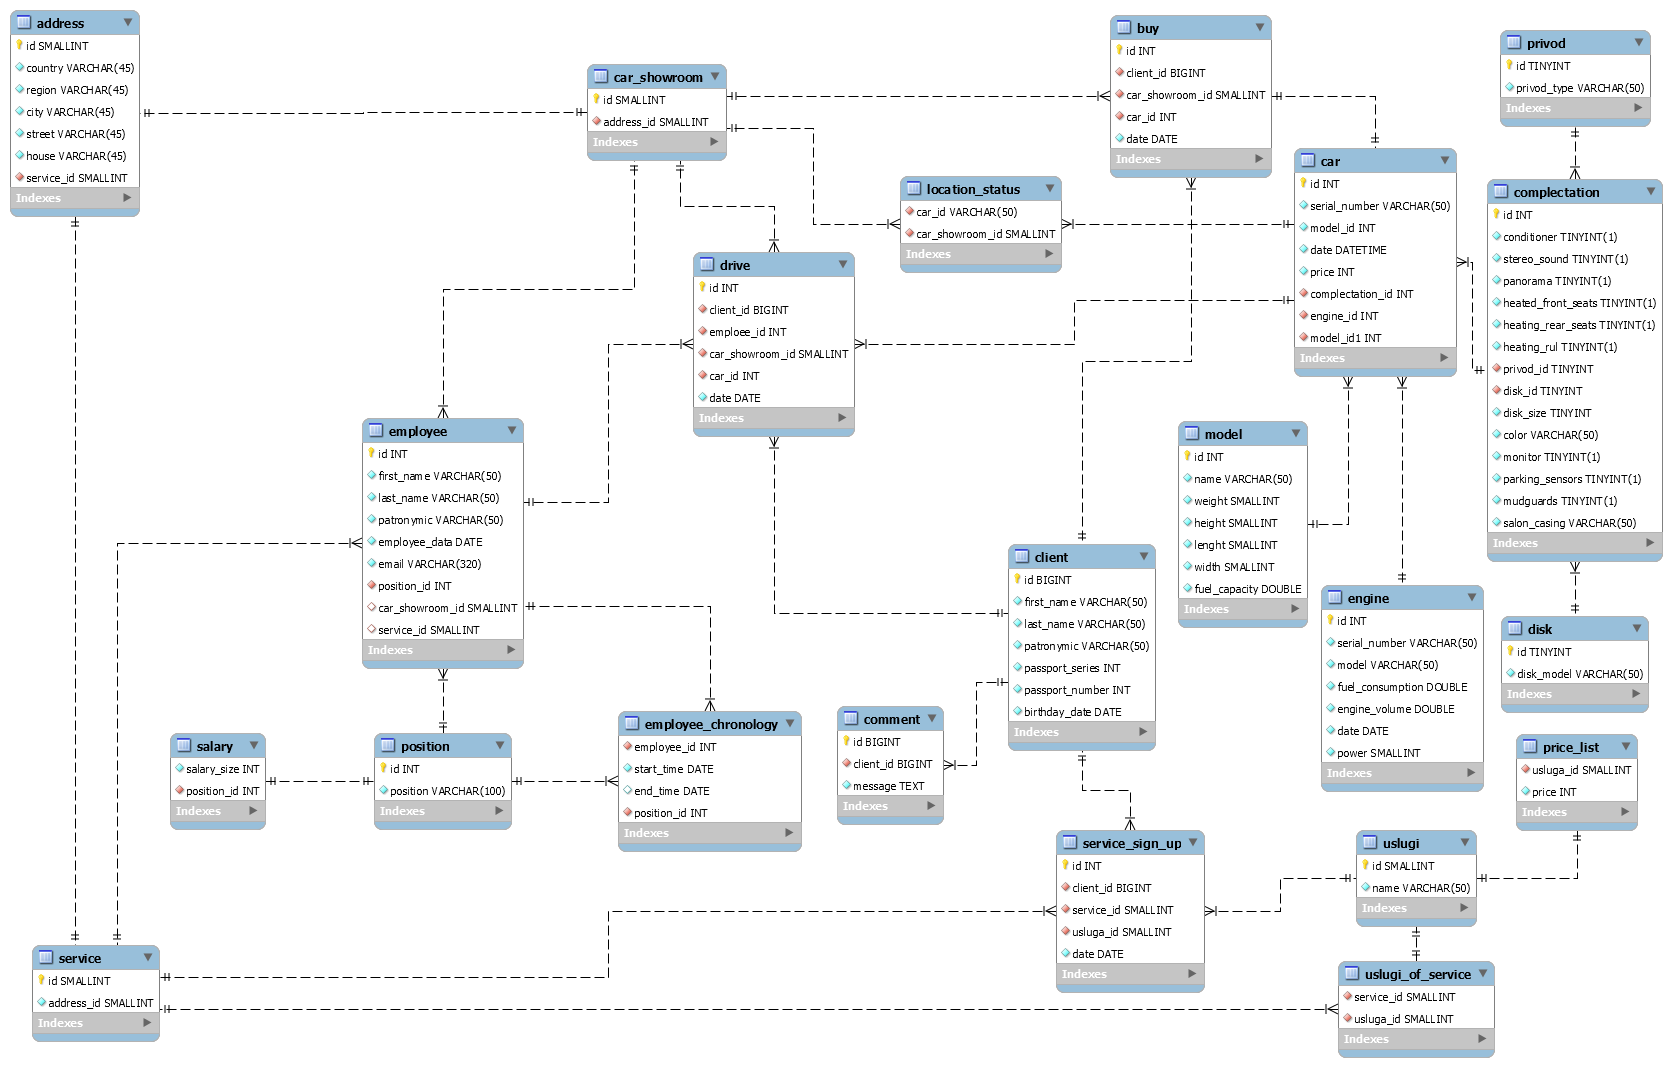 address
id SMALLINT
country VARCHAR(45)
region VARCHAR(45)
city VARCHAR(45)
street VARCHAR(45)
house VARCHAR(45)
service_id SMALLINT
Indexes
car_showroom
id SMALLINT
address_id SMALLINT
Indexes
buy
id INT
client_id BIGINT
car_showroom_id SMALLINT
car_id INT
date DATE
Indexes
privod
id TINYINT
privod_type VARCHAR(50)
Indexes
location_status
car_id VARCHAR(50)
car_showroom_id SMALLINT
Indexes
car
id INT
serial_number VARCHAR(50)
model_id INT
date DATETIME
price INT
complectation_id INT
engine_id INT
model_id1 INT
Indexes
complectation
id INT
conditioner TINYINT(1)
stereo_sound TINYINT(1)
panorama TINYINT(1)
heated_front_seats TINYINT(1)
heating_rear_seats TINYINT(1)
heating_rul TINYINT(1)
privod_id TINYINT
disk_id TINYINT
disk_size TINYINT
color VARCHAR(50)
monitor TINYINT(1)
parking_sensors TINYINT(1)
mudguards TINYINT(1)
salon_casing VARCHAR(50)
Indexes
drive
id INT
client_id BIGINT
emploee_id INT
car_showroom_id SMALLINT
car_id INT
date DATE
Indexes
employee
id INT
first_name VARCHAR(50)
last_name VARCHAR(50)
patronymic VARCHAR(50)
employee_data DATE
email VARCHAR(320)
position_id INT
car_showroom_id SMALLINT
service_id SMALLINT
Indexes
model
id INT
name VARCHAR(50)
weight SMALLINT
height SMALLINT
lenght SMALLINT
width SMALLINT
fuel_capacity DOUBLE
Indexes
client
id BIGINT
first_name VARCHAR(50)
last_name VARCHAR(50)
patronymic VARCHAR(50)
passport_series INT
passport_number INT
birthday_date DATE
Indexes
engine
id INT
serial_number VARCHAR(50)
model VARCHAR(50)
fuel_consumption DOUBLE
engine_volume DOUBLE
date DATE
power SMALLINT
Indexes
disk
id TINYINT
disk_model VARCHAR(50)
Indexes
salary
salary_size INT
position_id INT
Indexes
position
id INT
position VARCHAR(100)
Indexes
employee_chronology
employee_id INT
start_time DATE
end_time DATE
position_id INT
Indexes
comment
id BIGINT
client_id BIGINT
message TEXT
Indexes
price_list
usluga_id SMALLINT
price INT
Indexes
service_sign_up
id INT
client_id BIGINT
service_id SMALLINT
usluga_id SMALLINT
date DATE
Indexes
uslugi
id SMALLINT
name VARCHAR(50)
Indexes
service
id SMALLINT
address_id SMALLINT
Indexes
uslugi_of_service
service_id SMALLINT
usluga_id SMALLINT
Indexes